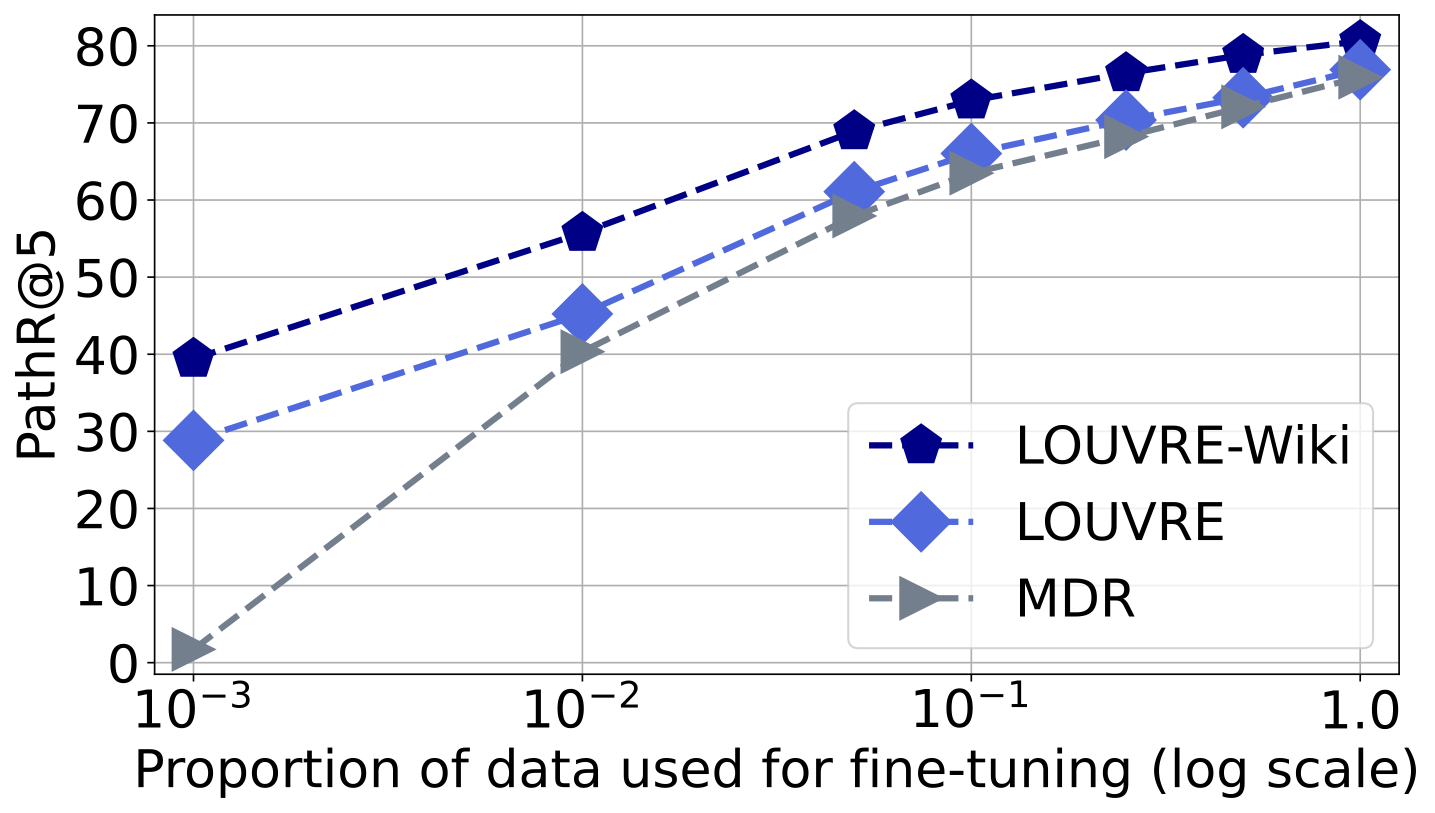 PathR@5
80
70
60
50
40
30
20
10
0
10⁻³
10⁻²
10⁻¹
1.0
Proportion of data used for fine-tuning (log scale)
LOUVRE-Wiki
LOUVRE
MDR